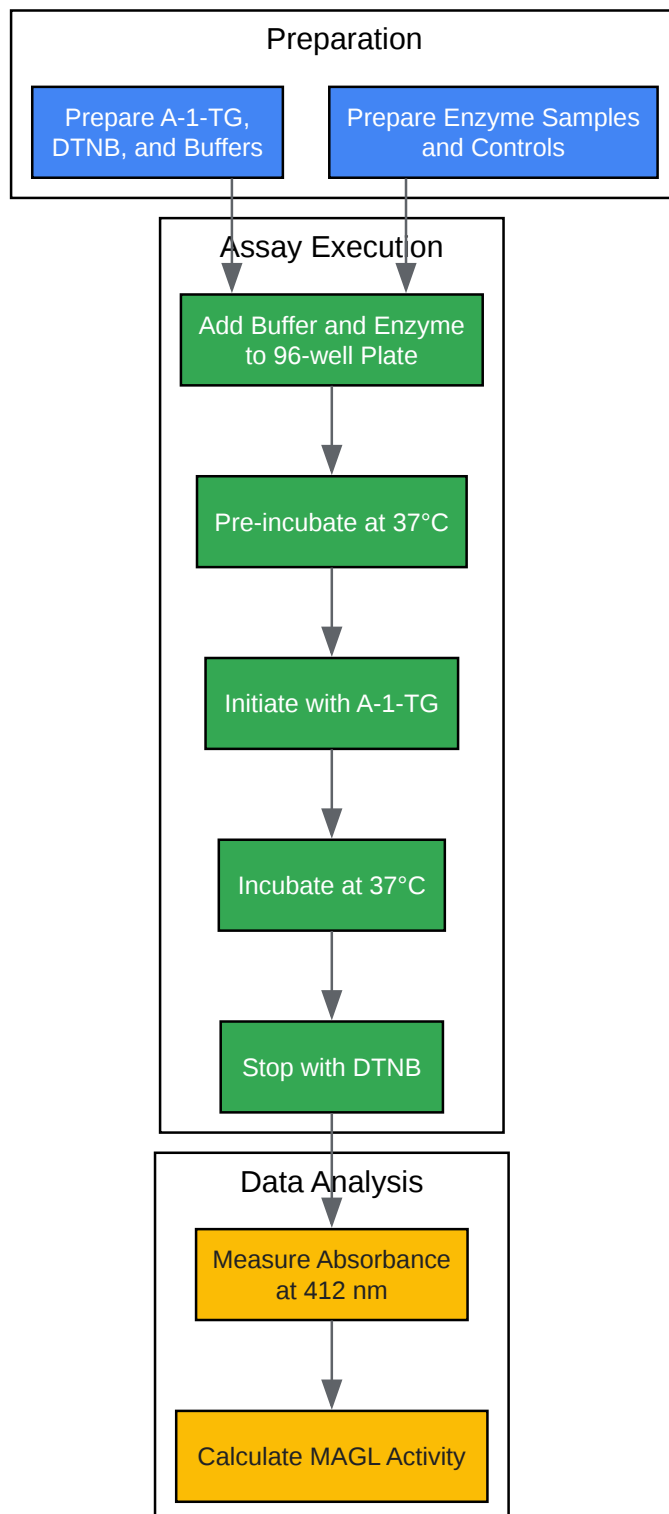 Preparation
Prepare A-1-TG,
DTNB, and Buffers
Prepare Enzyme Samples
and Controls
Assay Execution
Add Buffer and Enzyme
to 96-well Plate
Pre-incubate at 37°C
Initiate with A-1-TG
Incubate at 37°C
Stop with DTNB
Data Analysis
Measure Absorbance
at 412 nm
Calculate MAGL Activity